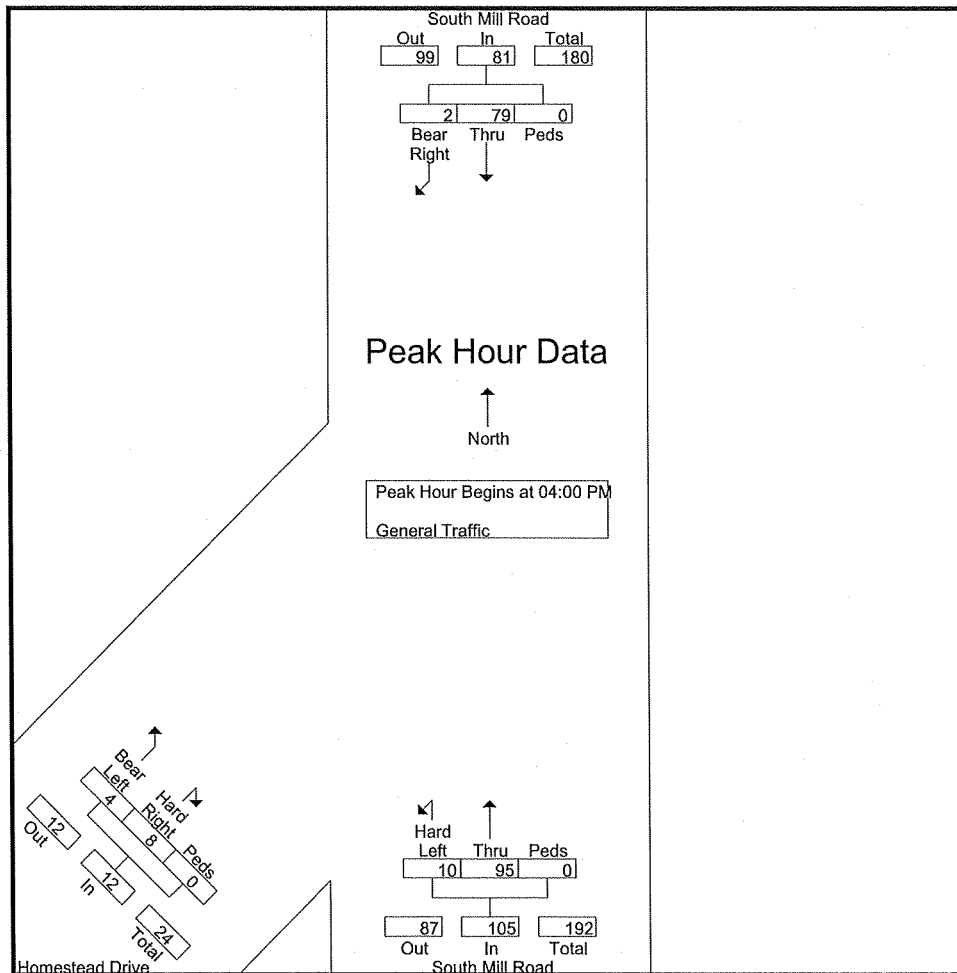 South Mill Road
Out In Total
99 81 180
2 79 0
Bear Thru Peds
Right
Peak Hour Data
North
Peak Hour Begins at 04:00 PM
General Traffic
Bear
Left
Hard
Right
Peds
4
8
0
12
Out
12
In
24
Total
Hard
Left Thru Peds
10 95 0
87 105 192
Out In Total
Homestead Drive
South Mill Road